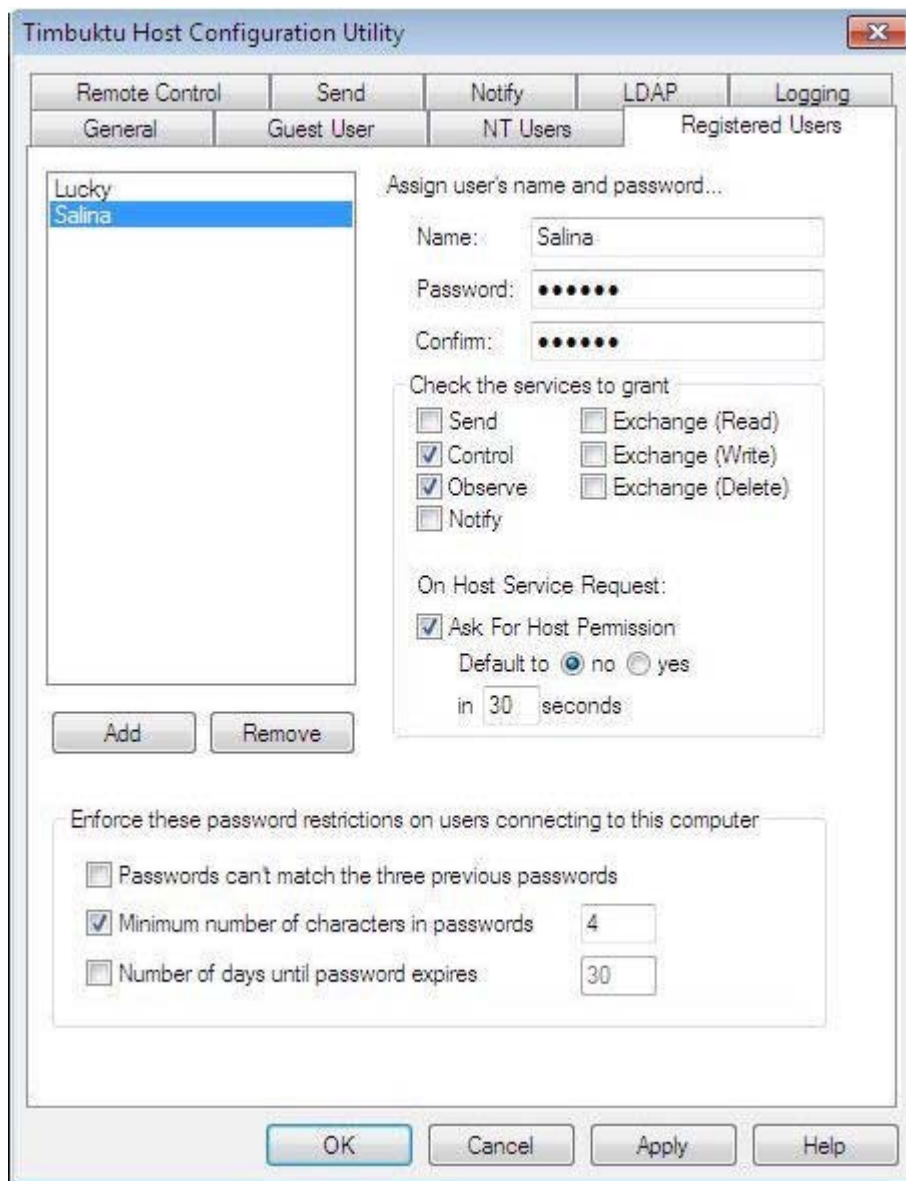 Timbuktu Host Configuration Utility
Remote Control Send Notify LDAP Logging
General Guest User NT Users Registered Users
Lucky
Salina
Assign user's name and password...
Name: Salina
Password: ●●●●●●
Confirm: ●●●●●●
Check the services to grant
Send Exchange (Read)
Control Exchange (Write)
Observe Exchange (Delete)
Notify
On Host Service Request:
Ask For Host Permission
Default to no yes
in 30 seconds
Add Remove
Enforce these password restrictions on users connecting to this computer
Passwords can't match the three previous passwords
Minimum number of characters in passwords 4
Number of days until password expires 30
OK Cancel Apply Help